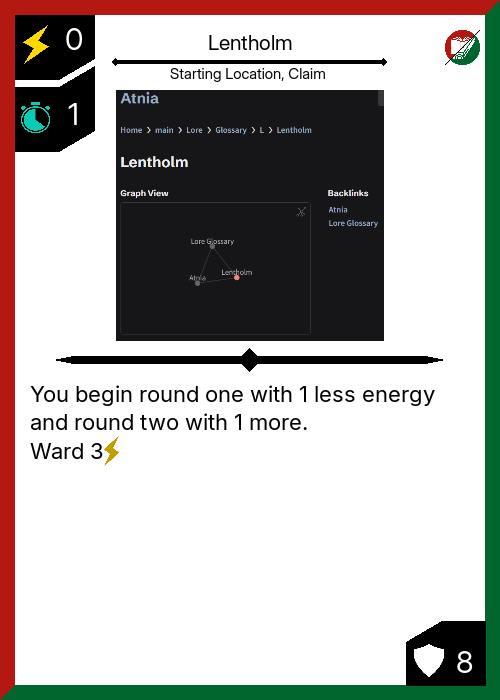 0
Lentholm
Starting Location, Claim
1
Atnia
Home > main > Lore > Glossary > L > Lentholm
Lentholm
Graph View
Backlinks
Atnia
Lore Glossary
Lore Glossary
Lentholm
Atnia
You begin round one with 1 less energy
and round two with 1 more.
Ward 3
8